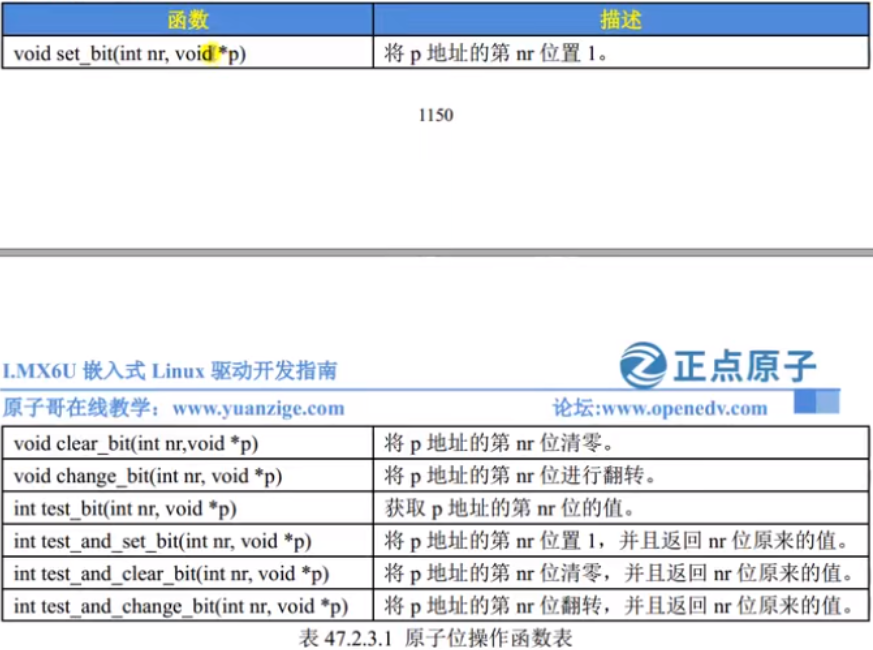 函数 描述
void set_bit(int nr, void *p) 将 p 地址的第 nr 位置 1。
1150
正点原子
I.MX6U 嵌入式 Linux 驱动开发指南
原子哥在线教学：www.yuanzige.com 论坛:www.openedv.com
void clear_bit(int nr,void *p) 将 p 地址的第 nr 位清零。
void change_bit(int nr, void *p) 将 p 地址的第 nr 位进行翻转。
int test_bit(int nr, void *p) 获取 p 地址的第 nr 位的值。
int test_and_set_bit(int nr, void *p) 将 p 地址的第 nr 位置 1，并且返回 nr 位原来的值。
int test_and_clear_bit(int nr, void *p) 将 p 地址的第 nr 位清零，并且返回 nr 位原来的值。
int test_and_change_bit(int nr, void *p) 将 p 地址的第 nr 位翻转，并且返回 nr 位原来的值。
表 47.2.3.1 原子位操作函数表